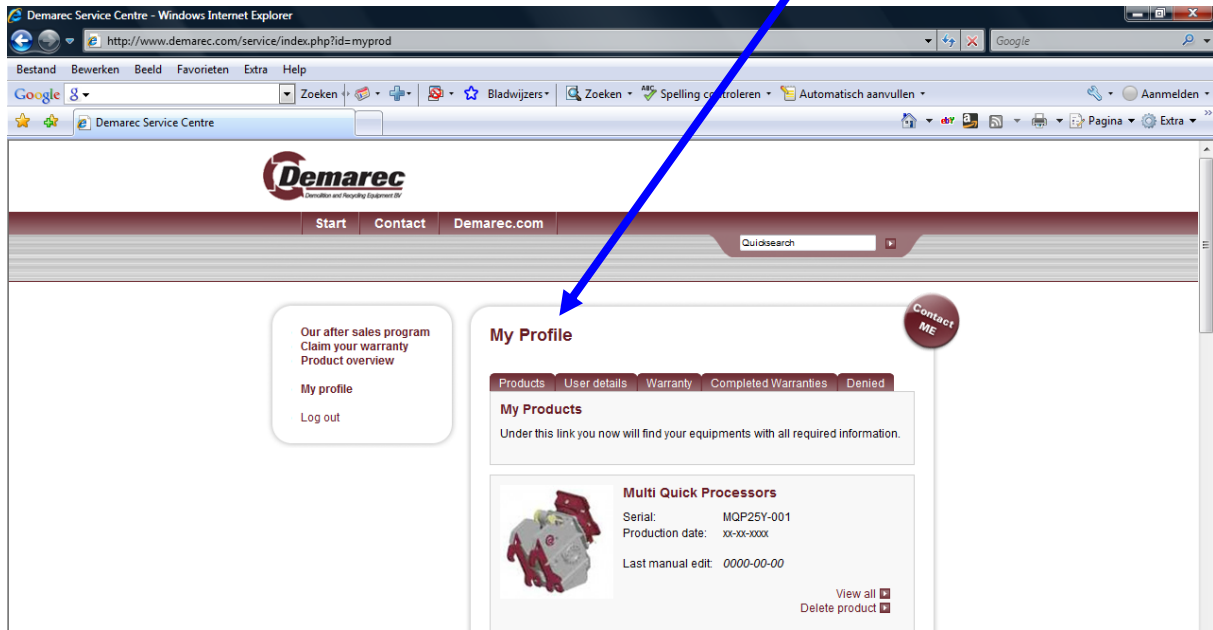 Demarec Service Centre - Windows Internet Explorer
http://www.demarec.com/service/index.php?id=myprod
Google
Bestand Bewerken Beeld Favorieten Extra Help
Google Zoeken Bladwijzers Zoeken Spelling controleren Automatisch aanvullen Aanmelden
Demarec Service Centre
Pagina Extra
Demarec
Demolition and Recycling Equipment BV
Start Contact Demarec.com
Quicksearch
Our after sales program
Claim your warranty
Product overview
My profile
Log out
Contact
ME
My Profile
Products User details Warranty Completed Warranties Denied
My Products
Under this link you now will find your equipments with all required information.
Multi Quick Processors
Serial: MQP25Y-001
Production date: xx-xx-xxxx
Last manual edit: 0000-00-00
View all
Delete product